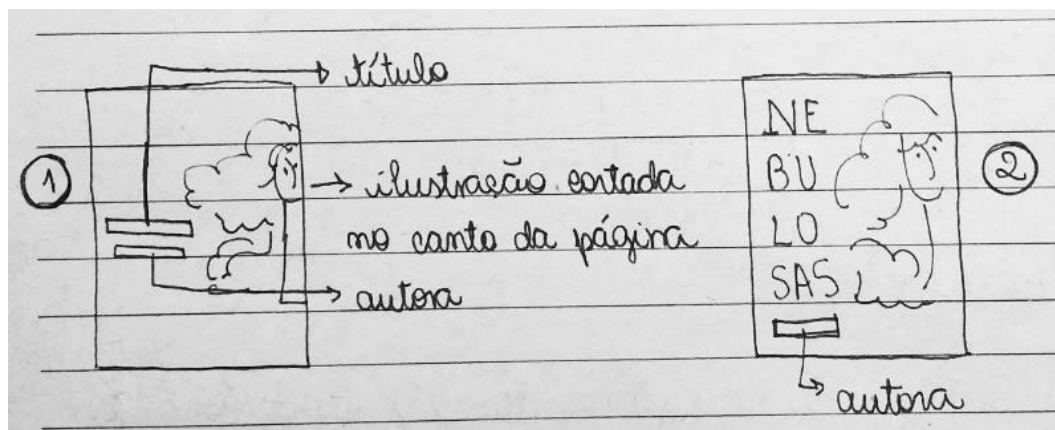 título
1
ilustração cortada
no canto da página
autora
NE
BU
LO
SAS
2
autora